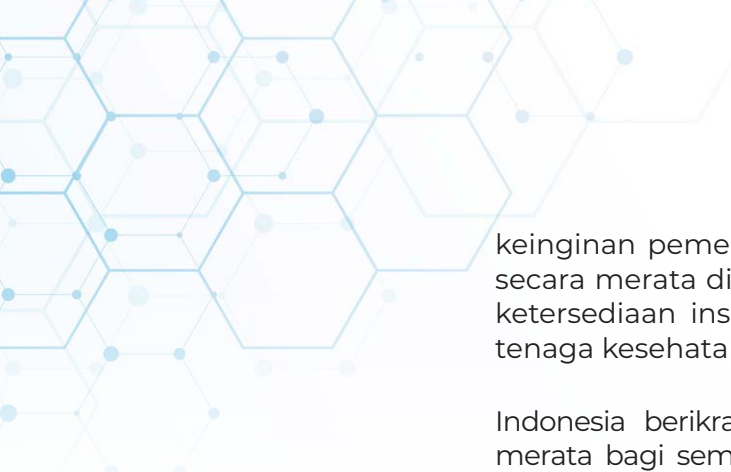 keinginan peme
secara merata di
ketersediaan ins
tenaga kesehata
Indonesia berikra
merata bagi sem